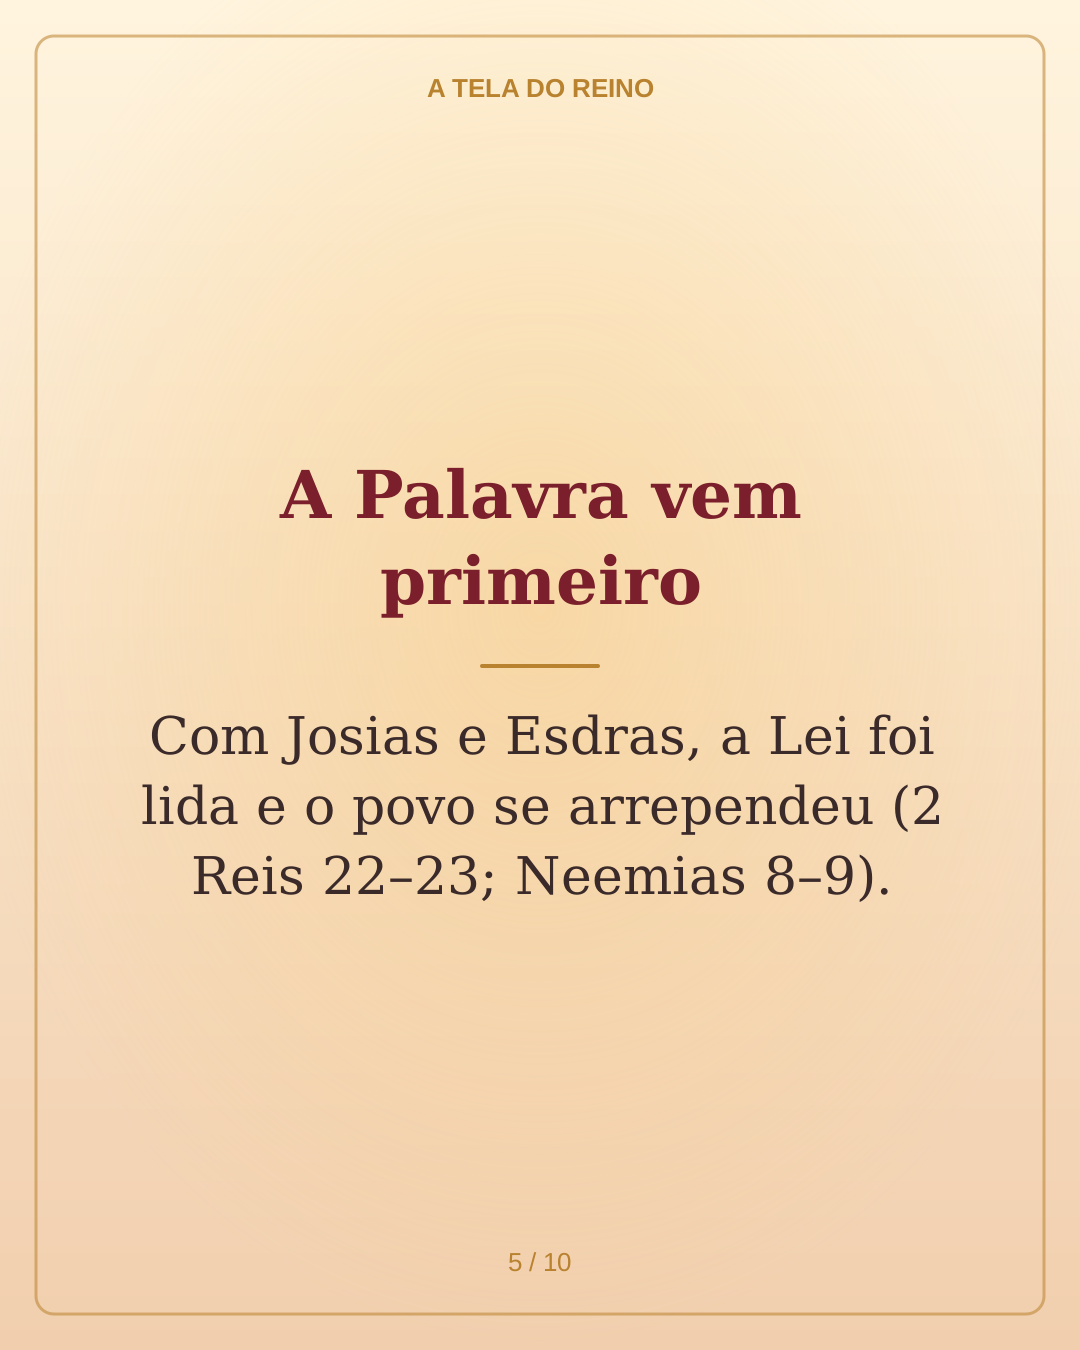 A TELA DO REINO
A Palavra vem
primeiro
Com Josias e Esdras, a Lei foi
lida e o povo se arrependeu (2
Reis 22–23; Neemias 8–9).
5 / 10